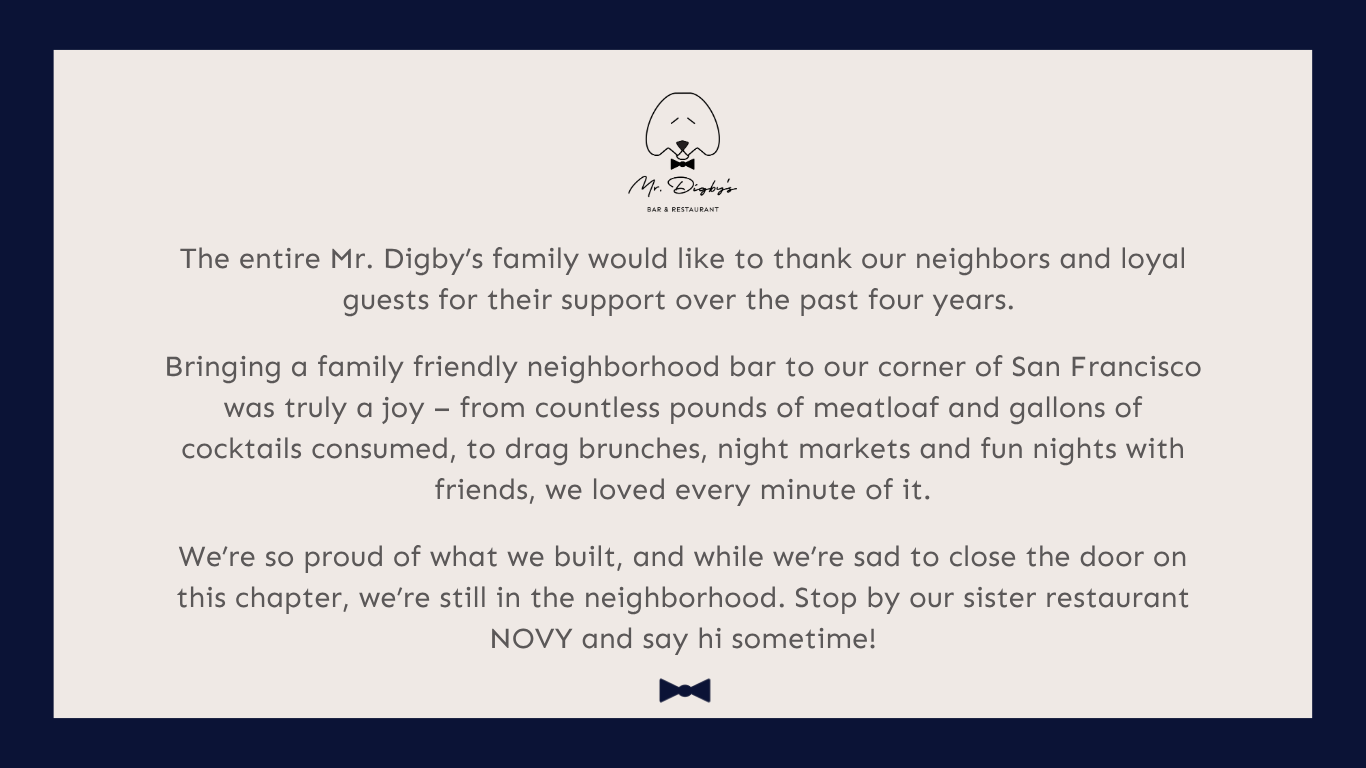 Mr. Digby's
BAR & RESTAURANT
The entire Mr. Digby’s family would like to thank our neighbors and loyal
guests for their support over the past four years.
Bringing a family friendly neighborhood bar to our corner of San Francisco
was truly a joy – from countless pounds of meatloaf and gallons of
cocktails consumed, to drag brunches, night markets and fun nights with
friends, we loved every minute of it.
We’re so proud of what we built, and while we’re sad to close the door on
this chapter, we’re still in the neighborhood. Stop by our sister restaurant
NOVY and say hi sometime!